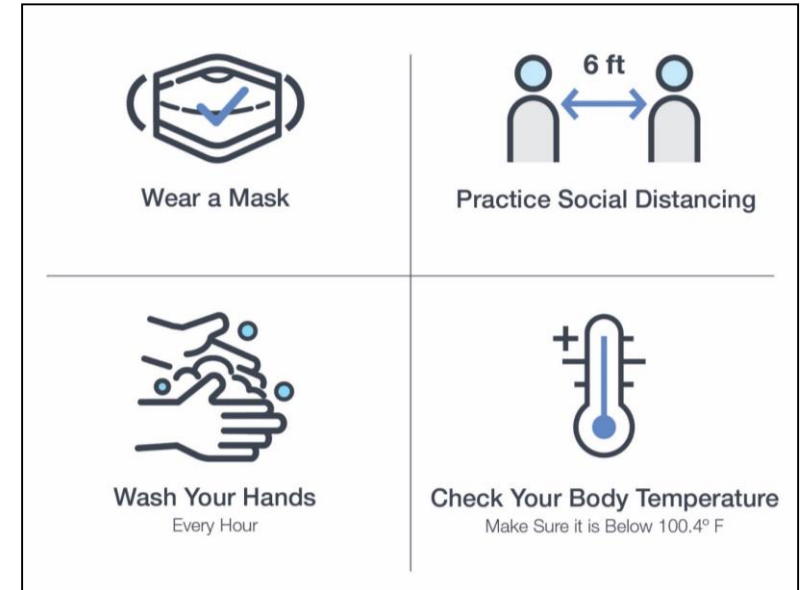 Wear a Mask
6 ft
Practice Social Distancing
Wash Your Hands
Every Hour
Check Your Body Temperature
Make Sure it is Below 100.4º F